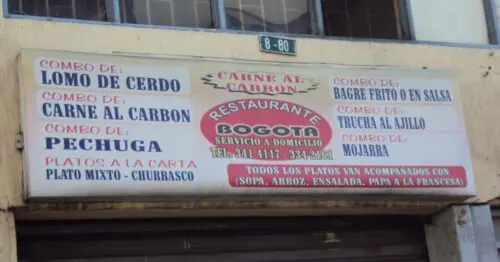 8-80
COMBO DE:
LOMO DE CERDO
COMBO DE:
CARNE AL CARBON
COMBO DE:
PECHUGA
PLATOS A LA CARTA
PLATO MIXTO - CHURRASCO
CARNE AL
CARBON
RESTAURANTE
BOGOTA
SERVICIO A DOMICILIO
TEL. 341 4117 - 334-8161
COMBO DE:
BAGRE FRITO O EN SALSA
COMBO DE:
TRUCHA AL AJILLO
COMBO DE:
MOJARRA
TODOS LOS PLATOS VAN ACOMPAÑADOS CON
(SOPA, ARROZ, ENSALADA, PAPA A LA FRANCESA)